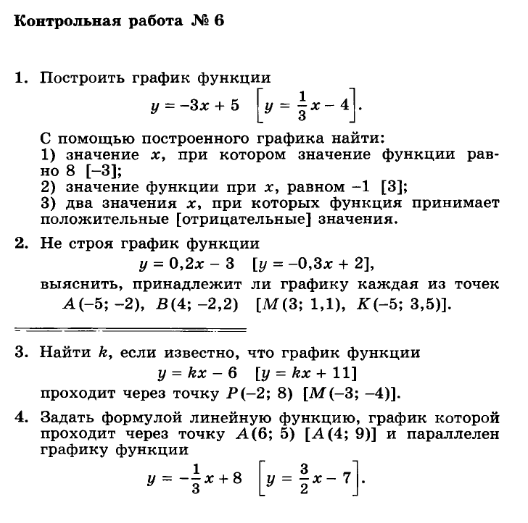 Контрольная работа № 6
1. Построить график функции
y = –3x + 5 [y = 1/3 x – 4].
С помощью построенного графика найти:
1) значение x, при котором значение функции рав-
но 8 [–3];
2) значение функции при x, равном –1 [3];
3) два значения x, при которых функция принимает
положительные [отрицательные] значения.
2. Не строя график функции
y = 0,2x – 3 [y = –0,3x + 2],
выяснить, принадлежит ли графику каждая из точек
A(–5; –2), B(4; –2,2) [M(3; 1,1), K(–5; 3,5)].
3. Найти k, если известно, что график функции
y = kx – 6 [y = kx + 11]
проходит через точку P(–2; 8) [M(–3; –4)].
4. Задать формулой линейную функцию, график которой
проходит через точку A(6; 5) [A(4; 9)] и параллелен
графику функции
y = –1/3 x + 8 [y = 3/2 x – 7].